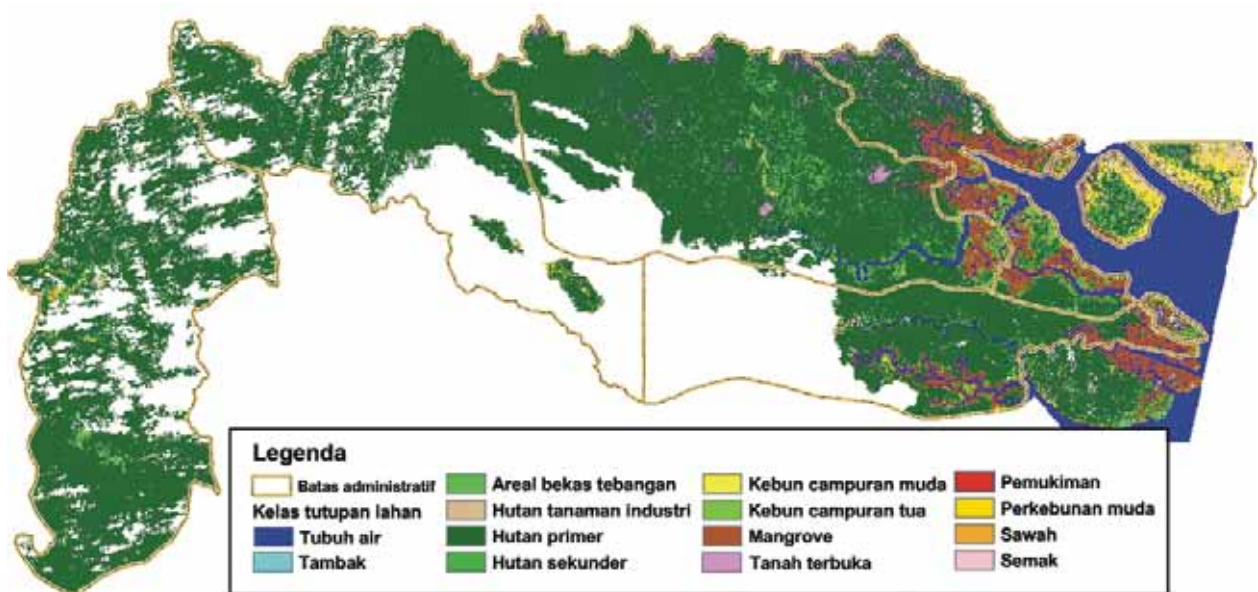 Legenda
Batas administratif
Kelas tutupan lahan
Tubuh air
Tambak
Areal bekas tebangan
Hutan tanaman industri
Hutan primer
Hutan sekunder
Kebun campuran muda
Kebun campuran tua
Mangrove
Tanah terbuka
Pemukiman
Perkebunan muda
Sawah
Semak